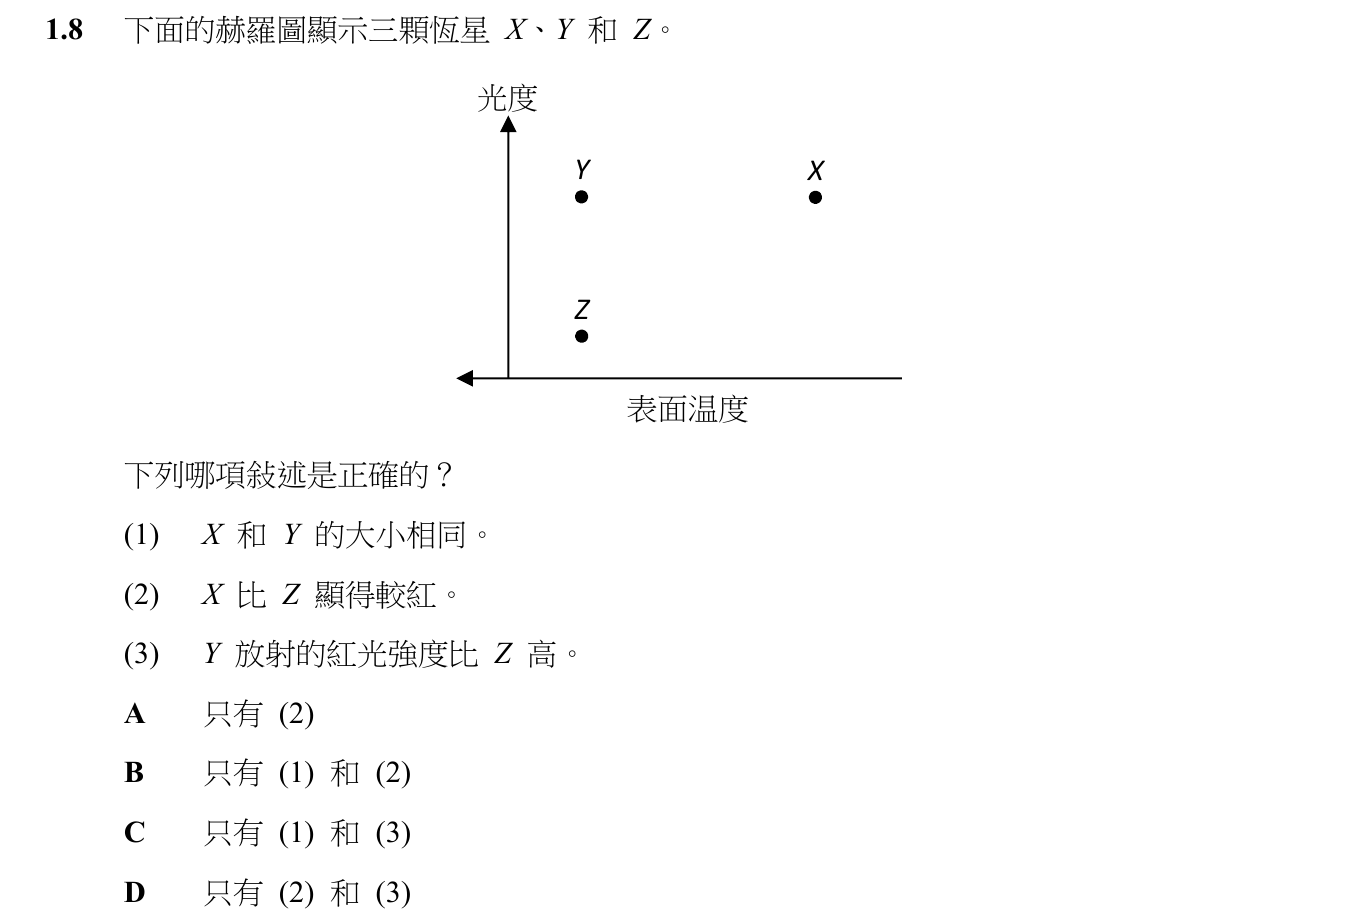 1.8 下面的赫羅圖顯示三顆恆星 X、Y 和 Z。
光度
Y
X
Z
表面温度
下列哪項敍述是正確的？
(1) X 和 Y 的大小相同。
(2) X 比 Z 顯得較紅。
(3) Y 放射的紅光強度比 Z 高。
A 只有 (2)
B 只有 (1) 和 (2)
C 只有 (1) 和 (3)
D 只有 (2) 和 (3)